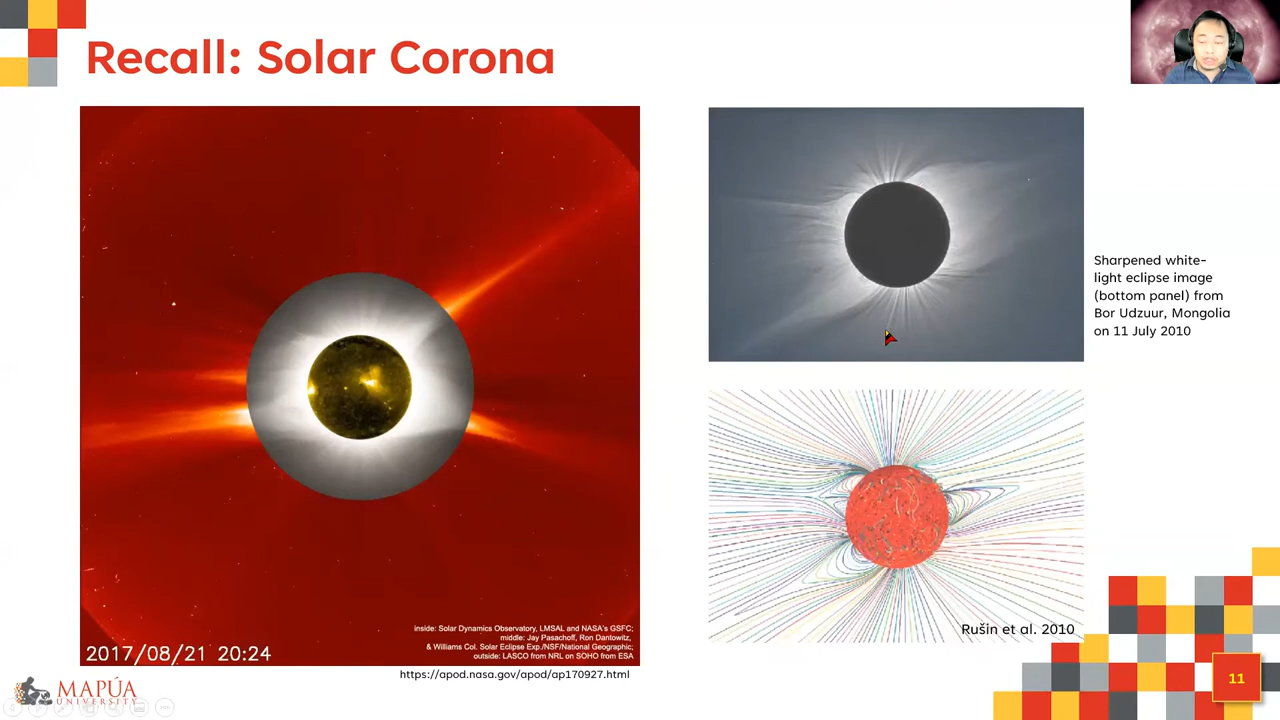 Recall: Solar Corona
2017/08/21 20:24
inside: Solar Dynamics Observatory, LMSAL and NASA's GSFC;
middle: Jay Pasachoff, Ron Dantowitz,
& Williams Col. Solar Eclipse Exp./NSF/National Geographic;
outside: LASCO from NRL on SOHO from ESA
https://apod.nasa.gov/apod/ap170927.html
Sharpened white-
light eclipse image
(bottom panel) from
Bor Udzuur, Mongolia
on 11 July 2010
Rušin et al. 2010
MAPÚA
UNIVERSITY
11